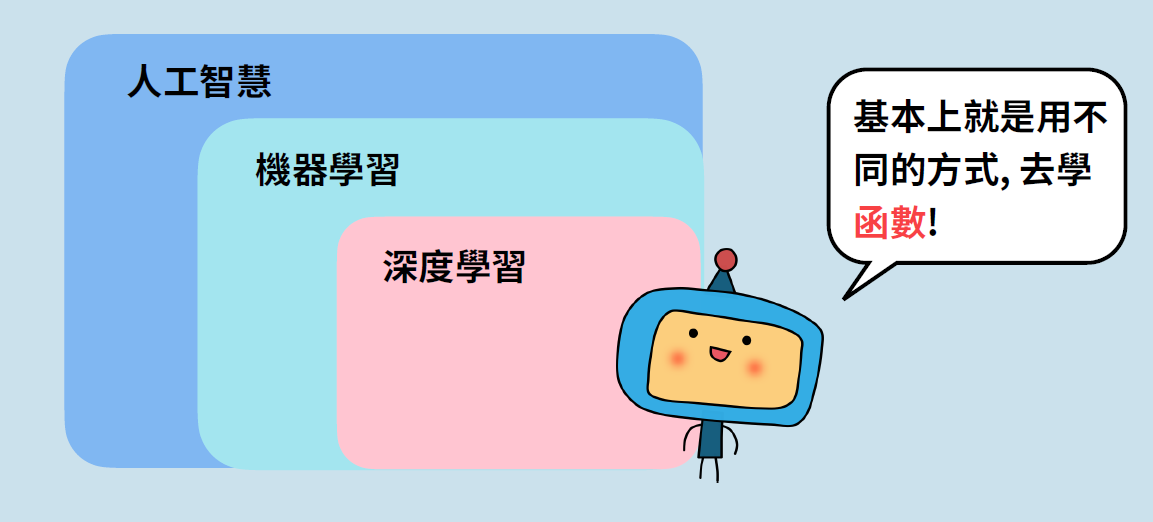 人工智慧
機器學習
深度學習
基本上就是用不
同的方式, 去學
函數!